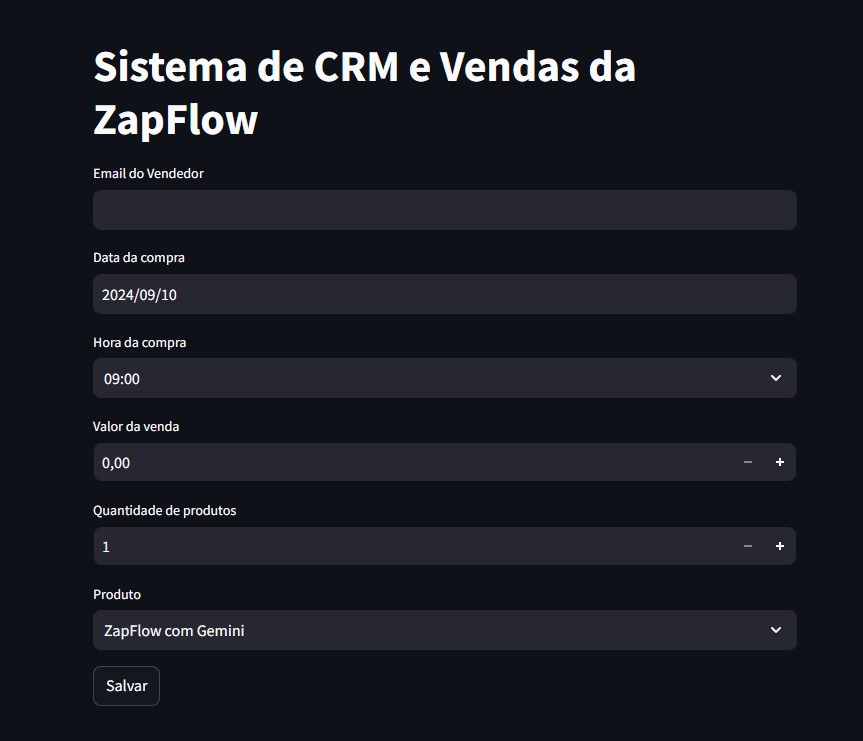 Sistema de CRM e Vendas da
ZapFlow
Email do Vendedor
Data da compra
2024/09/10
Hora da compra
09:00
Valor da venda
0,00
Quantidade de produtos
1
Produto
ZapFlow com Gemini
Salvar